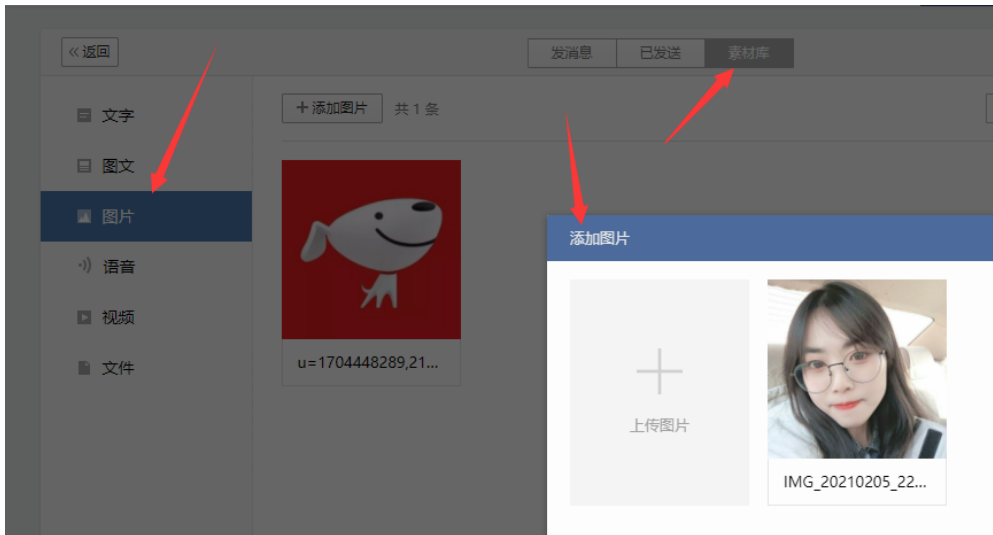 返回
发消息
已发送
素材库
文字
添加图片
共 1 条
图文
图片
语音
视频
文件
u=1704448289,21...
添加图片
上传图片
IMG_20210205_22...